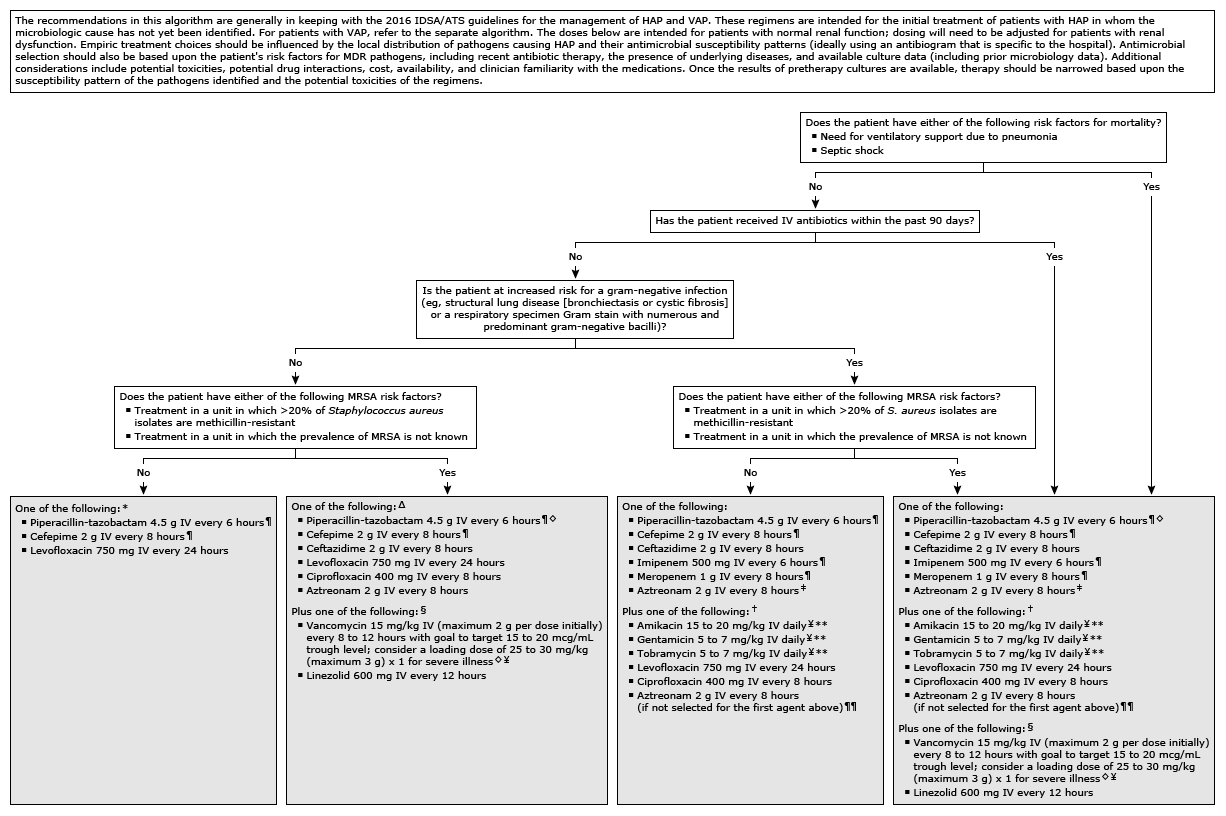 The recommendations in this algorithm are generally in keeping with the 2016 IDSA/ATS guidelines for the management of HAP and VAP. These regimens are intended for the initial treatment of patients with HAP in whom the
microbiologic cause has not yet been identified. For patients with VAP, refer to the separate algorithm. The doses below are intended for patients with normal renal function; dosing will need to be adjusted for patients with renal
dysfunction. Empiric treatment choices should be influenced by the local distribution of pathogens causing HAP and their antimicrobial susceptibility patterns (ideally using an antibiogram that is specific to the hospital). Antimicrobial
selection should also be based upon the patient's risk factors for MDR pathogens, including recent antibiotic therapy, the presence of underlying diseases, and available culture data (including prior microbiology data). Additional
considerations include potential toxicities, potential drug interactions, cost, availability, and clinician familiarity with the medications. Once the results of pretherapy cultures are available, therapy should be narrowed based upon the
susceptibility pattern of the pathogens identified and the potential toxicities of the regimens.
Does the patient have either of the following risk factors for mortality?
▪ Need for ventilatory support due to pneumonia
▪ Septic shock
No
Yes
Has the patient received IV antibiotics within the past 90 days?
No
Yes
Is the patient at increased risk for a gram-negative infection
(eg, structural lung disease [bronchiectasis or cystic fibrosis]
or a respiratory specimen Gram stain with numerous and
predominant gram-negative bacilli)?
No
Yes
Does the patient have either of the following MRSA risk factors?
▪ Treatment in a unit in which >20% of Staphylococcus aureus
isolates are methicillin-resistant
▪ Treatment in a unit in which the prevalence of MRSA is not known
Does the patient have either of the following MRSA risk factors?
▪ Treatment in a unit in which >20% of S. aureus isolates are
methicillin-resistant
▪ Treatment in a unit in which the prevalence of MRSA is not known
No
Yes
No
Yes
One of the following:*
▪ Piperacillin-tazobactam 4.5 g IV every 6 hours¶
▪ Cefepime 2 g IV every 8 hours¶
▪ Levofloxacin 750 mg IV every 24 hours
One of the following:Δ
▪ Piperacillin-tazobactam 4.5 g IV every 6 hours¶◇
▪ Cefepime 2 g IV every 8 hours¶
▪ Ceftazidime 2 g IV every 8 hours
▪ Levofloxacin 750 mg IV every 24 hours
▪ Ciprofloxacin 400 mg IV every 8 hours
▪ Aztreonam 2 g IV every 8 hours
Plus one of the following:§
▪ Vancomycin 15 mg/kg IV (maximum 2 g per dose initially)
every 8 to 12 hours with goal to target 15 to 20 mcg/mL
trough level; consider a loading dose of 25 to 30 mg/kg
(maximum 3 g) x 1 for severe illness◇¥
▪ Linezolid 600 mg IV every 12 hours
One of the following:
▪ Piperacillin-tazobactam 4.5 g IV every 6 hours¶
▪ Cefepime 2 g IV every 8 hours¶
▪ Ceftazidime 2 g IV every 8 hours
▪ Imipenem 500 mg IV every 6 hours¶
▪ Meropenem 1 g IV every 8 hours¶
▪ Aztreonam 2 g IV every 8 hours‡
Plus one of the following:†
▪ Amikacin 15 to 20 mg/kg IV daily¥**
▪ Gentamicin 5 to 7 mg/kg IV daily¥**
▪ Tobramycin 5 to 7 mg/kg IV daily¥**
▪ Levofloxacin 750 mg IV every 24 hours
▪ Ciprofloxacin 400 mg IV every 8 hours
▪ Aztreonam 2 g IV every 8 hours
(if not selected for the first agent above)¶¶
One of the following:
▪ Piperacillin-tazobactam 4.5 g IV every 6 hours¶◇
▪ Cefepime 2 g IV every 8 hours¶
▪ Ceftazidime 2 g IV every 8 hours
▪ Imipenem 500 mg IV every 6 hours¶
▪ Meropenem 1 g IV every 8 hours¶
▪ Aztreonam 2 g IV every 8 hours‡
Plus one of the following:†
▪ Amikacin 15 to 20 mg/kg IV daily¥**
▪ Gentamicin 5 to 7 mg/kg IV daily¥**
▪ Tobramycin 5 to 7 mg/kg IV daily¥**
▪ Levofloxacin 750 mg IV every 24 hours
▪ Ciprofloxacin 400 mg IV every 8 hours
▪ Aztreonam 2 g IV every 8 hours
(if not selected for the first agent above)¶¶
Plus one of the following:§
▪ Vancomycin 15 mg/kg IV (maximum 2 g per dose initially)
every 8 to 12 hours with goal to target 15 to 20 mcg/mL
trough level; consider a loading dose of 25 to 30 mg/kg
(maximum 3 g) x 1 for severe illness◇¥
▪ Linezolid 600 mg IV every 12 hours